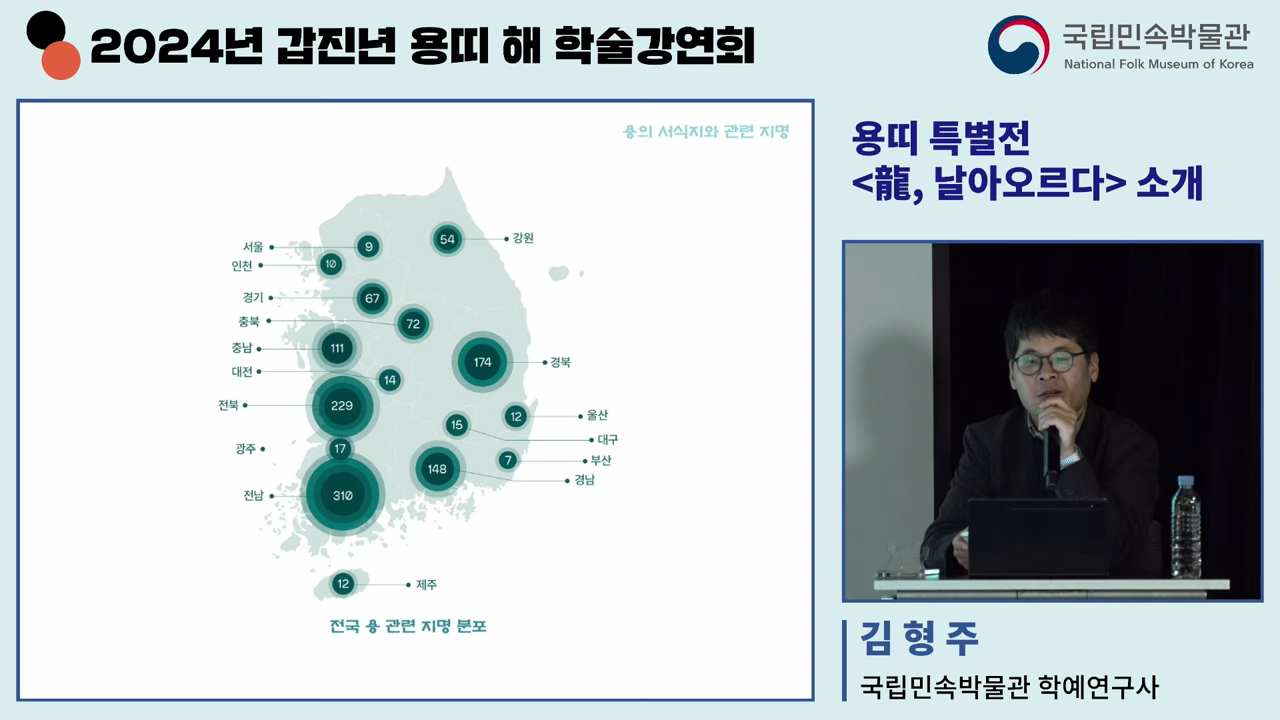 2024년 갑진년 용띠 해 학술강연회
국립민속박물관
National Folk Museum of Korea
용의 서식지와 관련 지명
서울 9
54 강원
인천 10
경기 67
충북 72
충남 111
174 경북
대전 14
전북 229
12 울산
15 대구
광주 17
7 부산
148 경남
전남 310
12 제주
전국 용 관련 지명 분포
용띠 특별전
<龍, 날아오르다> 소개
김형주
국립민속박물관 학예연구사